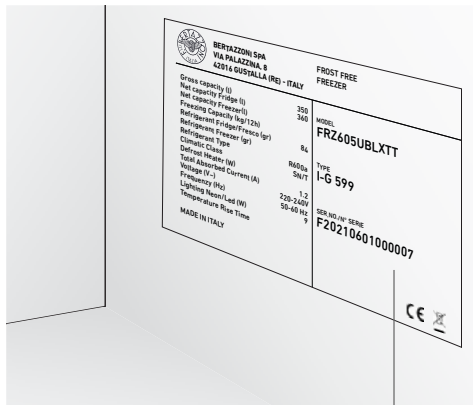 BERTAZZONI
BERTAZZONI SPA
VIA PALAZZINA. 8
42016 GUSTALLA (RE) - ITALY
FROST FREE
FREEZER
Gross capacity (l) 350
Net capacity Fridge (l) 360
Net capacity Freezer(l)
Freezing Capacity (kg/12h)
Refrigerant Fridge/Fresco (gr)
Refrigerant Freezer (gr) 84
Refrigerant Type R600a
Climatic Class SN/T
Defrost Heater (W)
Total Absorbed Current (A) 1.2
Voltage (V~) 220-240V
Frequency (Hz) 50-60 Hz
Lighting Neon/Led (W) 9
Temperature Rise Time
MADE IN ITALY
MODEL
FRZ605UBLXTT
TYPE
I-G 599
SER.NO./N° SERIE
F20210601000007
CE